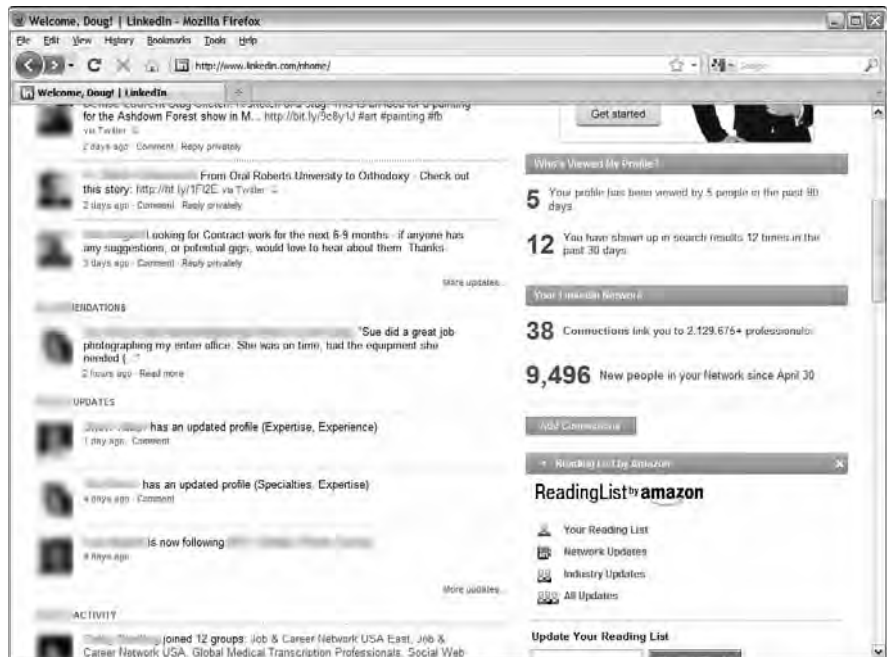 Welcome, Doug! | LinkedIn - Mozilla Firefox
File Edit View History Bookmarks Tools Help
http://www.linkedin.com/nhome/
Welcome, Doug! | LinkedIn
for the Ashdown Forest show in M... http://bit.ly/9c8y1J #art #painting #fb
via Twitter
2 days ago · Comment · Reply privately
From Oral Roberts University to Orthodoxy - Check out
this story: http://ht.ly/1FI2E via Twitter
2 days ago · Comment · Reply privately
Looking for Contract work for the next 6-9 months - if anyone has
any suggestions, or potential gigs, would love to hear about them. Thanks
3 days ago · Comment · Reply privately
More updates...
ENDATIONS
"Sue did a great job
photographing my entire office. She was on time, had the equipment she
needed (..."
2 hours ago · Read more
UPDATES
has an updated profile (Expertise, Experience)
1 day ago · Comment
has an updated profile (Specialties, Expertise)
4 days ago · Comment
is now following
days ago
More updates...
ACTIVITY
joined 12 groups: Job & Career Network USA East, Job &
Career Network USA, Global Medical Transcription Professionals, Social Web
Get started
Who's Viewed My Profile?
5 Your profile has been viewed by 5 people in the past 90
days
12 You have shown up in search results 12 times in the
past 30 days
Your LinkedIn Network
38 Connections link you to 2,129,675+ professionals
9,496 New people in your Network since April 30
Add Connections
Reading List by Amazon
ReadingList by amazon
Your Reading List
Network Updates
Industry Updates
All Updates
Update Your Reading List